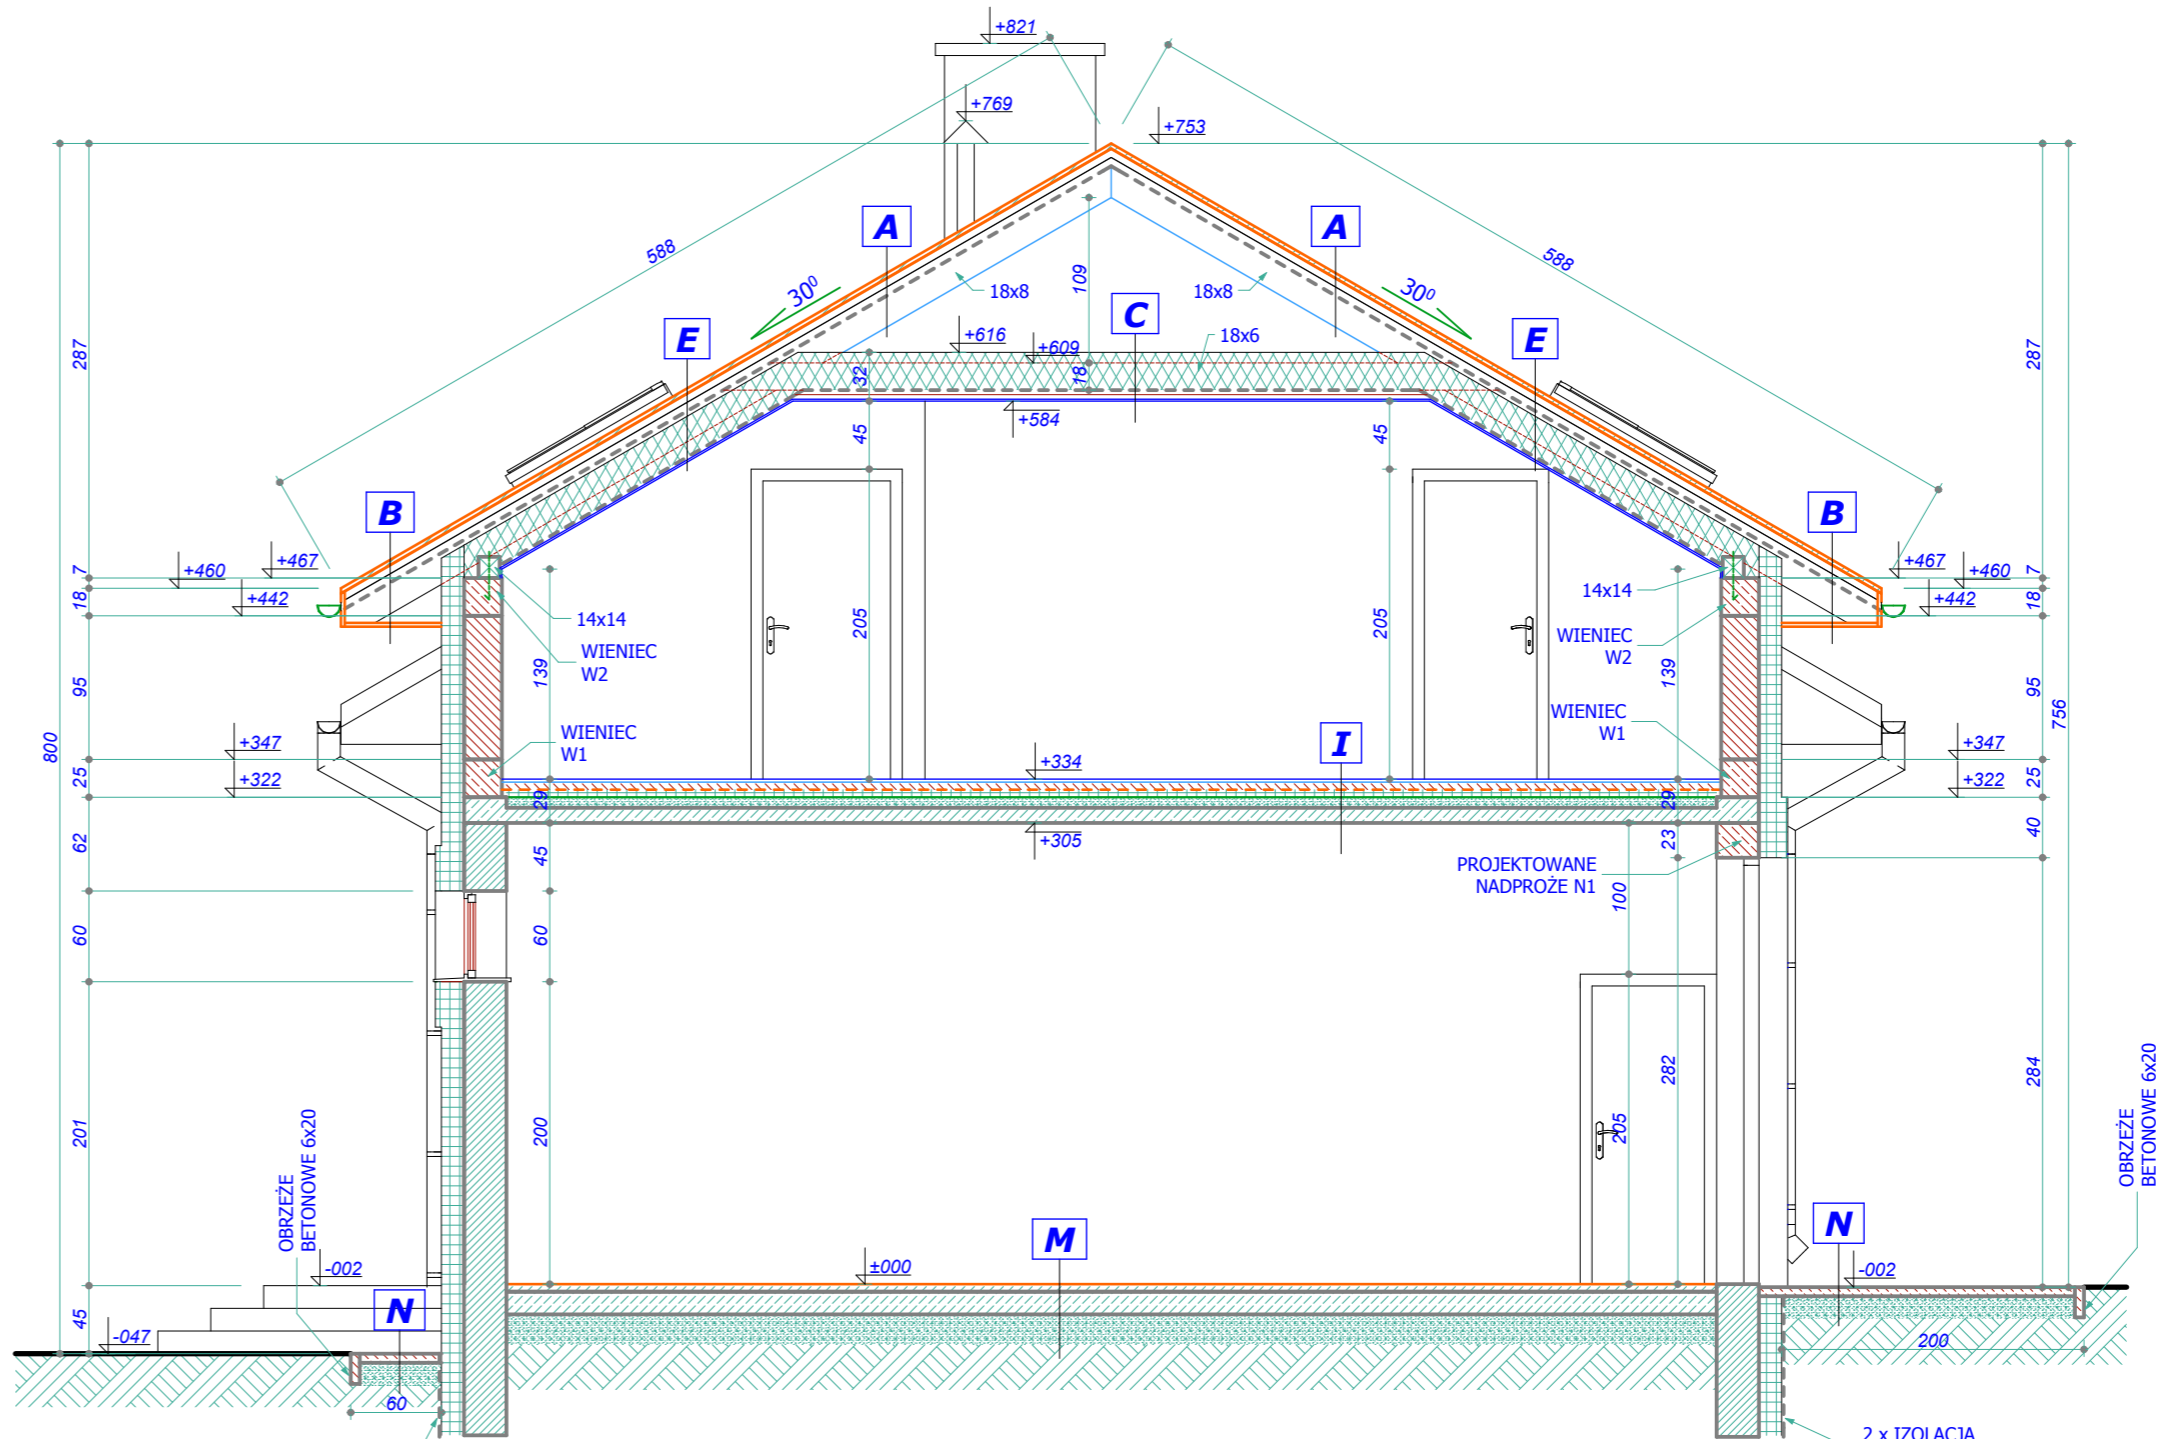 +821
+769
+753
588
588
A
A
30⁰
30⁰
18x8
18x8
109
C
E
E
+616
+609
18x6
287
287
32
18
+584
45
45
B
B
+467
+460
+442
7
18
+467
+460
+442
7
18
14x14
WIENIEC
W2
139
205
205
14x14
WIENIEC
W2
139
95
95
800
756
WIENIEC
W1
WIENIEC
W1
I
+347
+322
25
+334
+347
+322
25
29
29
+305
62
45
23
40
PROJEKTOWANE
NADPROŻE N1
100
60
60
201
200
205
282
284
OBRZEŻE
BETONOWE 6x20
OBRZEŻE
BETONOWE 6x20
M
N
-002
±000
-002
N
45
-047
60
200
2 x IZOLACJA